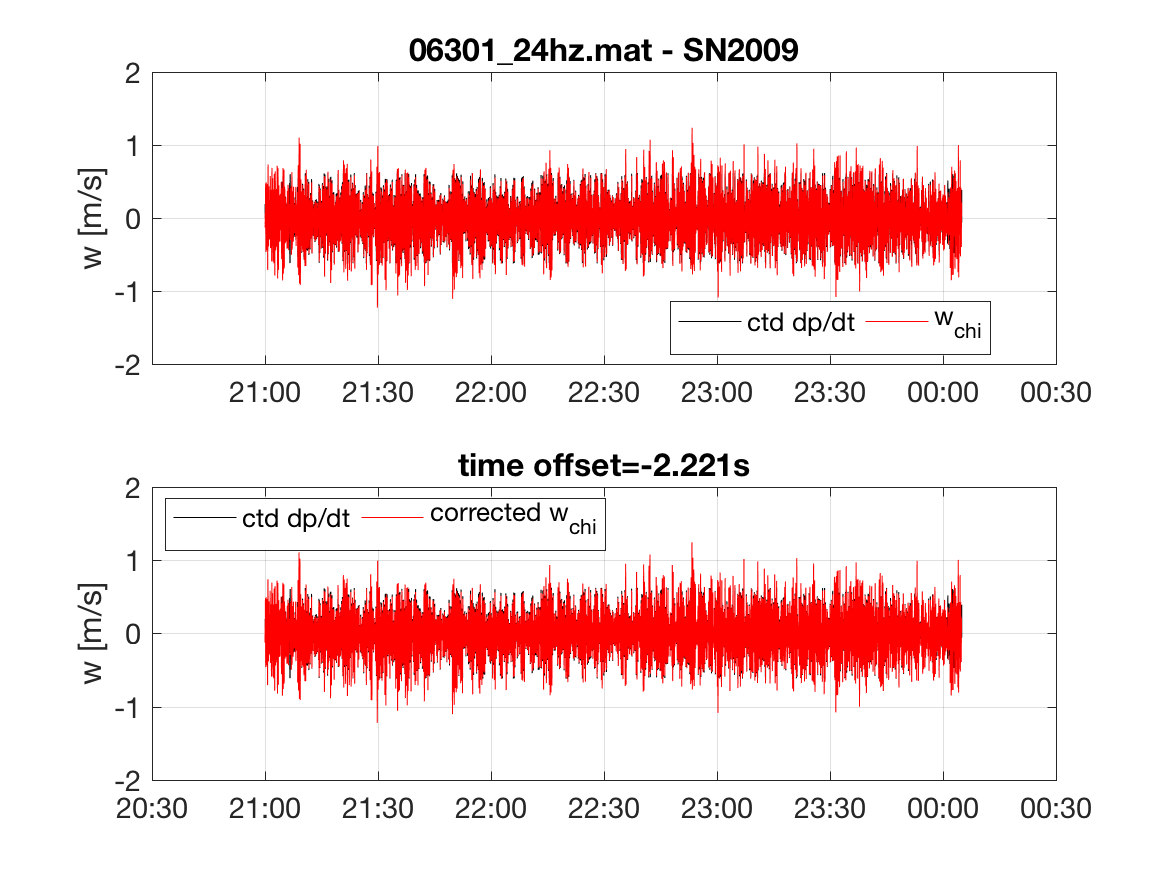 06301_24hz.mat - SN2009
2
1
0
-1
-2
w [m/s]
ctd dp/dt w_chi
21:00 21:30 22:00 22:30 23:00 23:30 00:00 00:30
time offset=-2.221s
2
1
0
-1
-2
w [m/s]
ctd dp/dt corrected w_chi
20:30 21:00 21:30 22:00 22:30 23:00 23:30 00:00 00:30